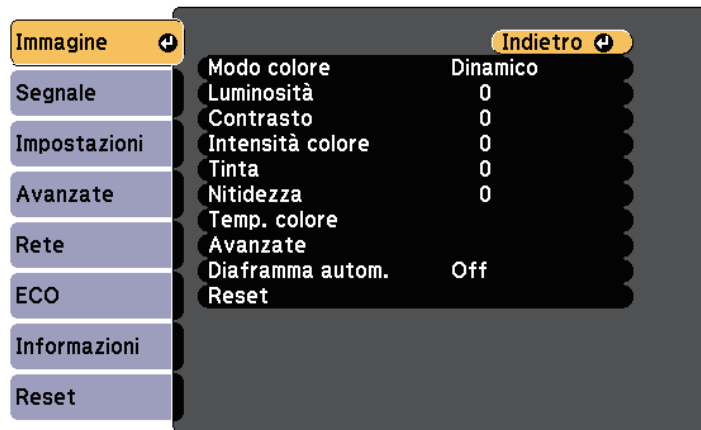 Immagine
Segnale
Impostazioni
Avanzate
Rete
ECO
Informazioni
Reset
Indietro
Modo colore Dinamico
Luminosità 0
Contrasto 0
Intensità colore 0
Tinta 0
Nitidezza 0
Temp. colore
Avanzate
Diaframma autom. Off
Reset